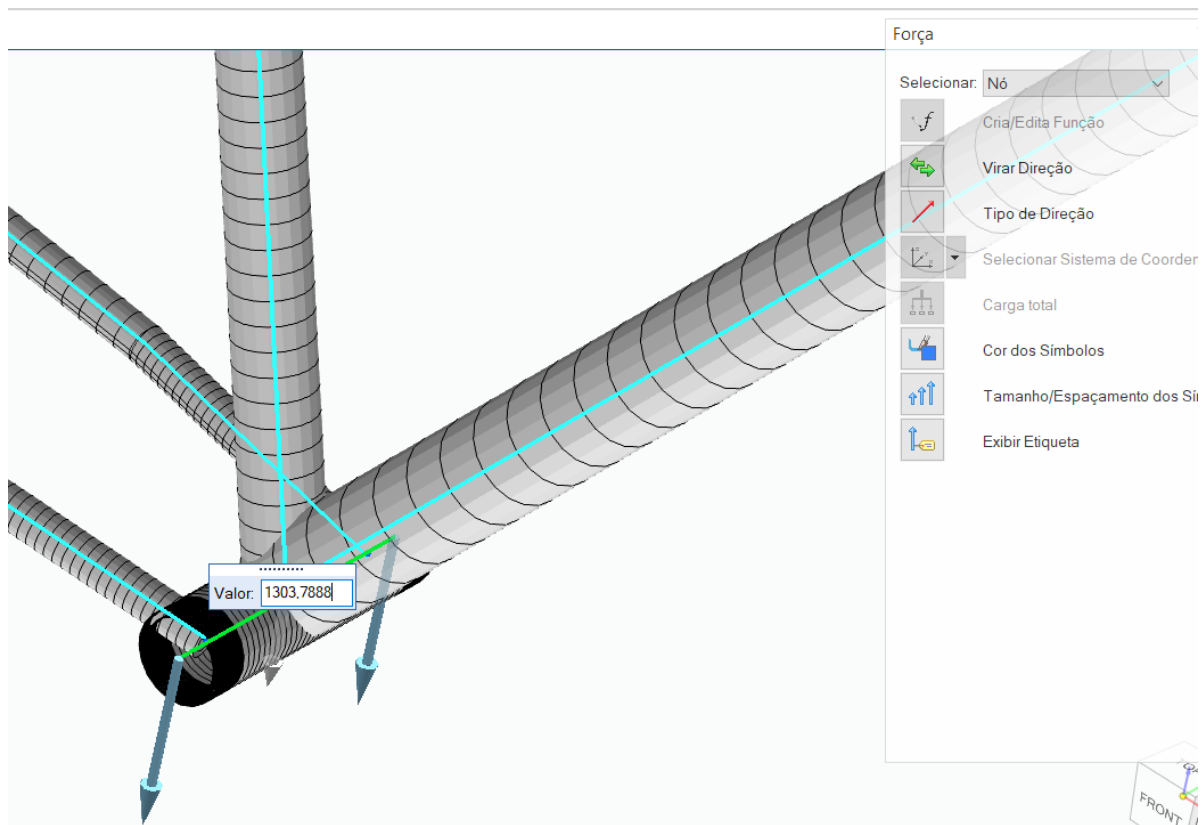 Força
Selecionar: Nó
Cria/Edita Função
Virar Direção
Tipo de Direção
Selecionar Sistema de Coorden
Carga total
Cor dos Símbolos
Tamanho/Espaçamento dos Sí
Exibir Etiqueta
Valor: 1303,7888
FRONT